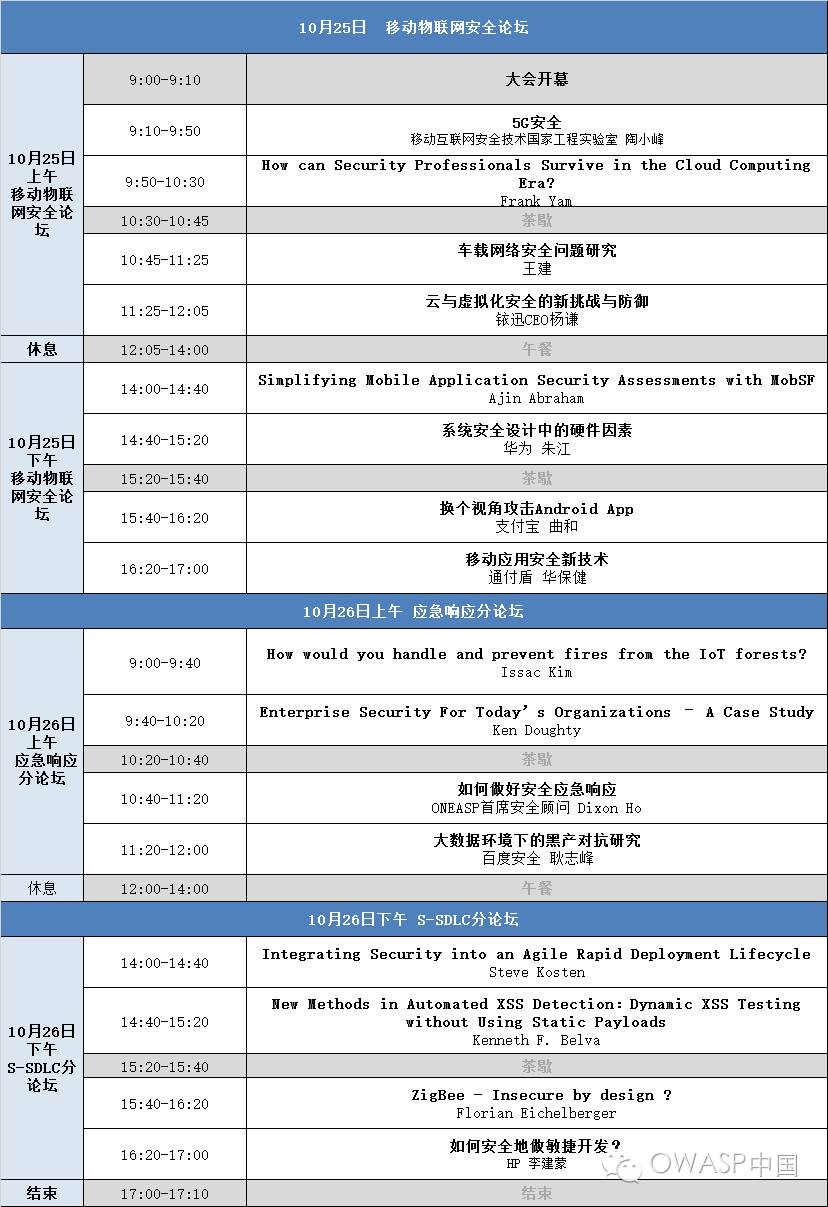 10月25日 移动物联网安全论坛
10月25日
上午
移动物联
网安全论
坛
9:00-9:10
大会开幕
9:10-9:50
5G安全
移动互联网安全技术国家工程实验室 陶小峰
9:50-10:30
How can Security Professionals Survive in the Cloud Computing
Era?
Frank Yam
10:30-10:45
茶歇
10:45-11:25
车载网络安全问题研究
王建
11:25-12:05
云与虚拟化安全的新挑战与防御
铱迅CEO杨谦
休息
12:05-14:00
午餐
10月25日
下午
移动物联
网安全论
坛
14:00-14:40
Simplifying Mobile Application Security Assessments with MobSF
Ajin Abraham
14:40-15:20
系统安全设计中的硬件因素
华为 朱江
15:20-15:40
茶歇
15:40-16:20
换个视角攻击Android App
支付宝 曲和
16:20-17:00
移动应用安全新技术
通付盾 华保健
10月26日上午 应急响应分论坛
10月26日
上午
应急响应
分论坛
9:00-9:40
How would you handle and prevent fires from the IoT forests?
Issac Kim
9:40-10:20
Enterprise Security For Today’s Organizations – A Case Study
Ken Doughty
10:20-10:40
茶歇
10:40-11:20
如何做好安全应急响应
ONEASP首席安全顾问 Dixon Ho
11:20-12:00
大数据环境下的黑产对抗研究
百度安全 耿志峰
休息
12:00-14:00
午餐
10月26日下午 S-SDLC分论坛
10月26日
下午
S-SDLC分
论坛
14:00-14:40
Integrating Security into an Agile Rapid Deployment Lifecycle
Steve Kosten
14:40-15:20
New Methods in Automated XSS Detection: Dynamic XSS Testing
without Using Static Payloads
Kenneth F. Belva
15:20-15:40
茶歇
15:40-16:20
ZigBee - Insecure by design ?
Florian Eichelberger
16:20-17:00
如何安全地做敏捷开发？
HP 李建蒙
OWASP中国
结束
17:00-17:10
结束